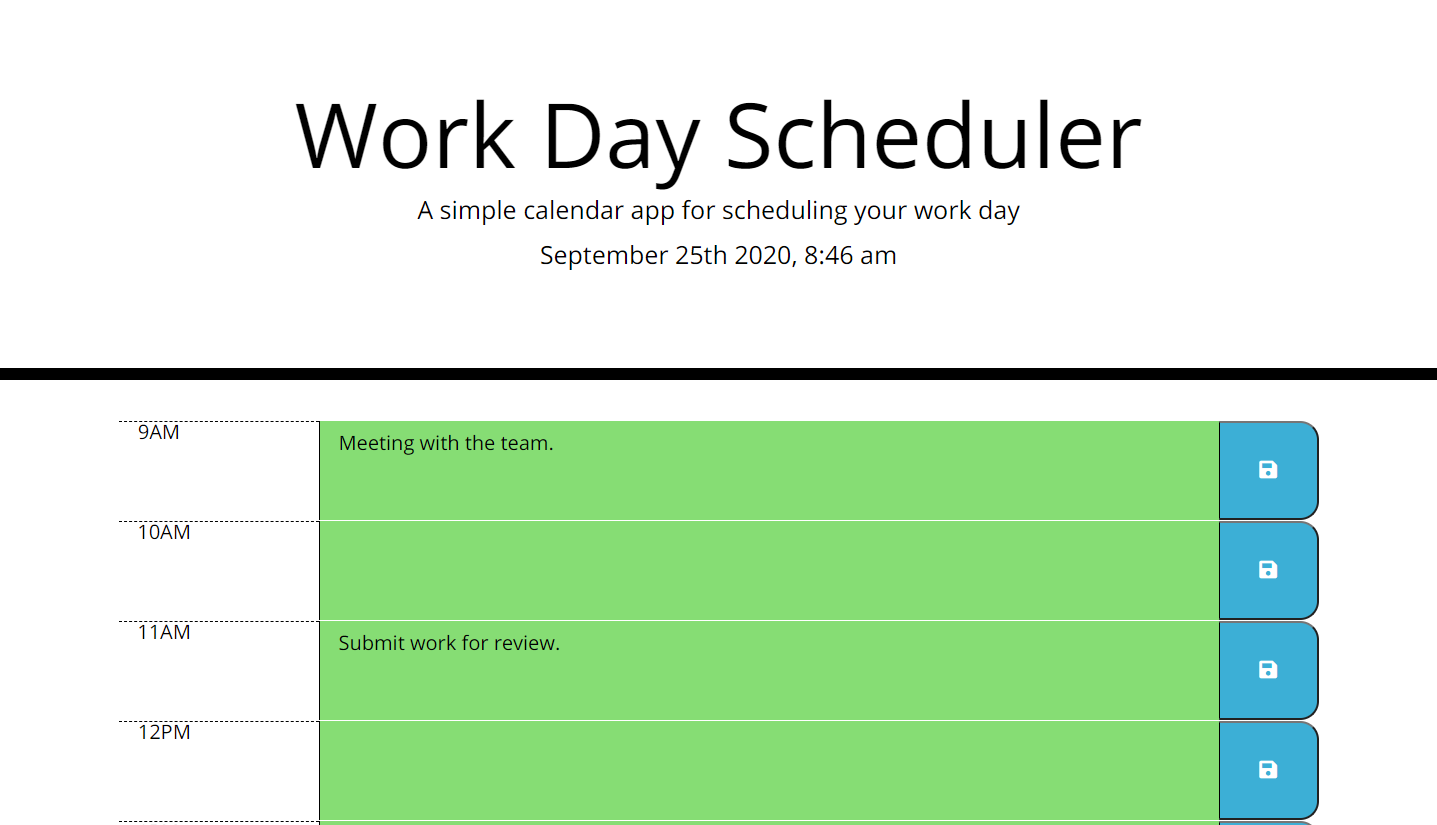 Work Day Scheduler
A simple calendar app for scheduling your work day
September 25th 2020, 8:46 am
9AM
Meeting with the team.
10AM
11AM
Submit work for review.
12PM